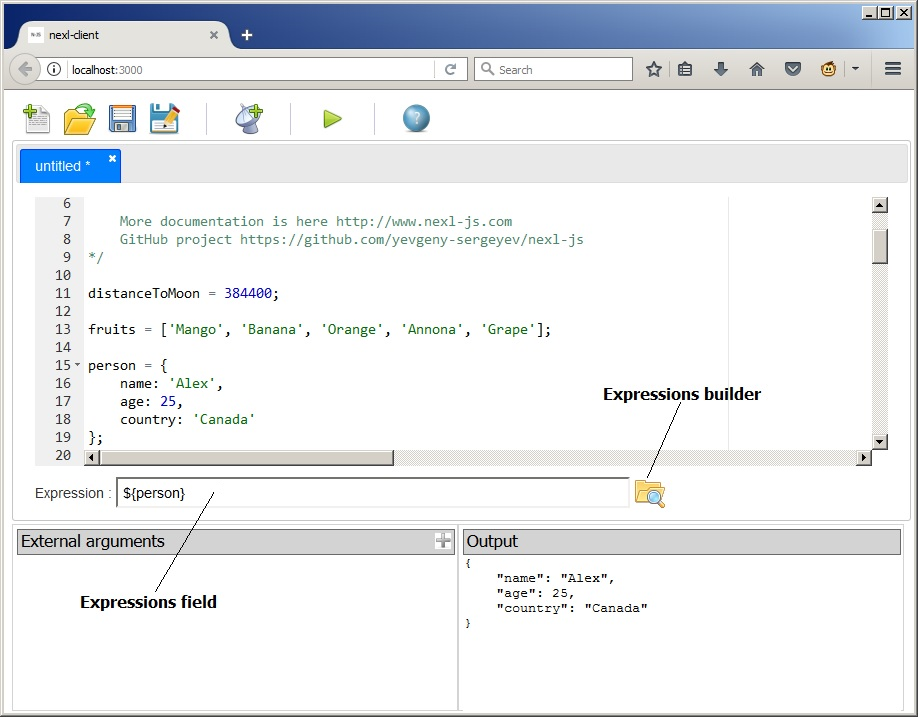 N-JS nexl-client
localhost:3000
Search
untitled *
6
7 More documentation is here http://www.nexl-js.com
8 GitHub project https://github.com/yevgeny-sergeyev/nexl-js
9 */
10
11 distanceToMoon = 384400;
12
13 fruits = ['Mango', 'Banana', 'Orange', 'Annona', 'Grape'];
14
15 person = {
16 name: 'Alex',
17 age: 25,
18 country: 'Canada'
19 };
20
Expressions builder
Expression : ${person}
External arguments
Output
{
"name": "Alex",
"age": 25,
"country": "Canada"
}
Expressions field